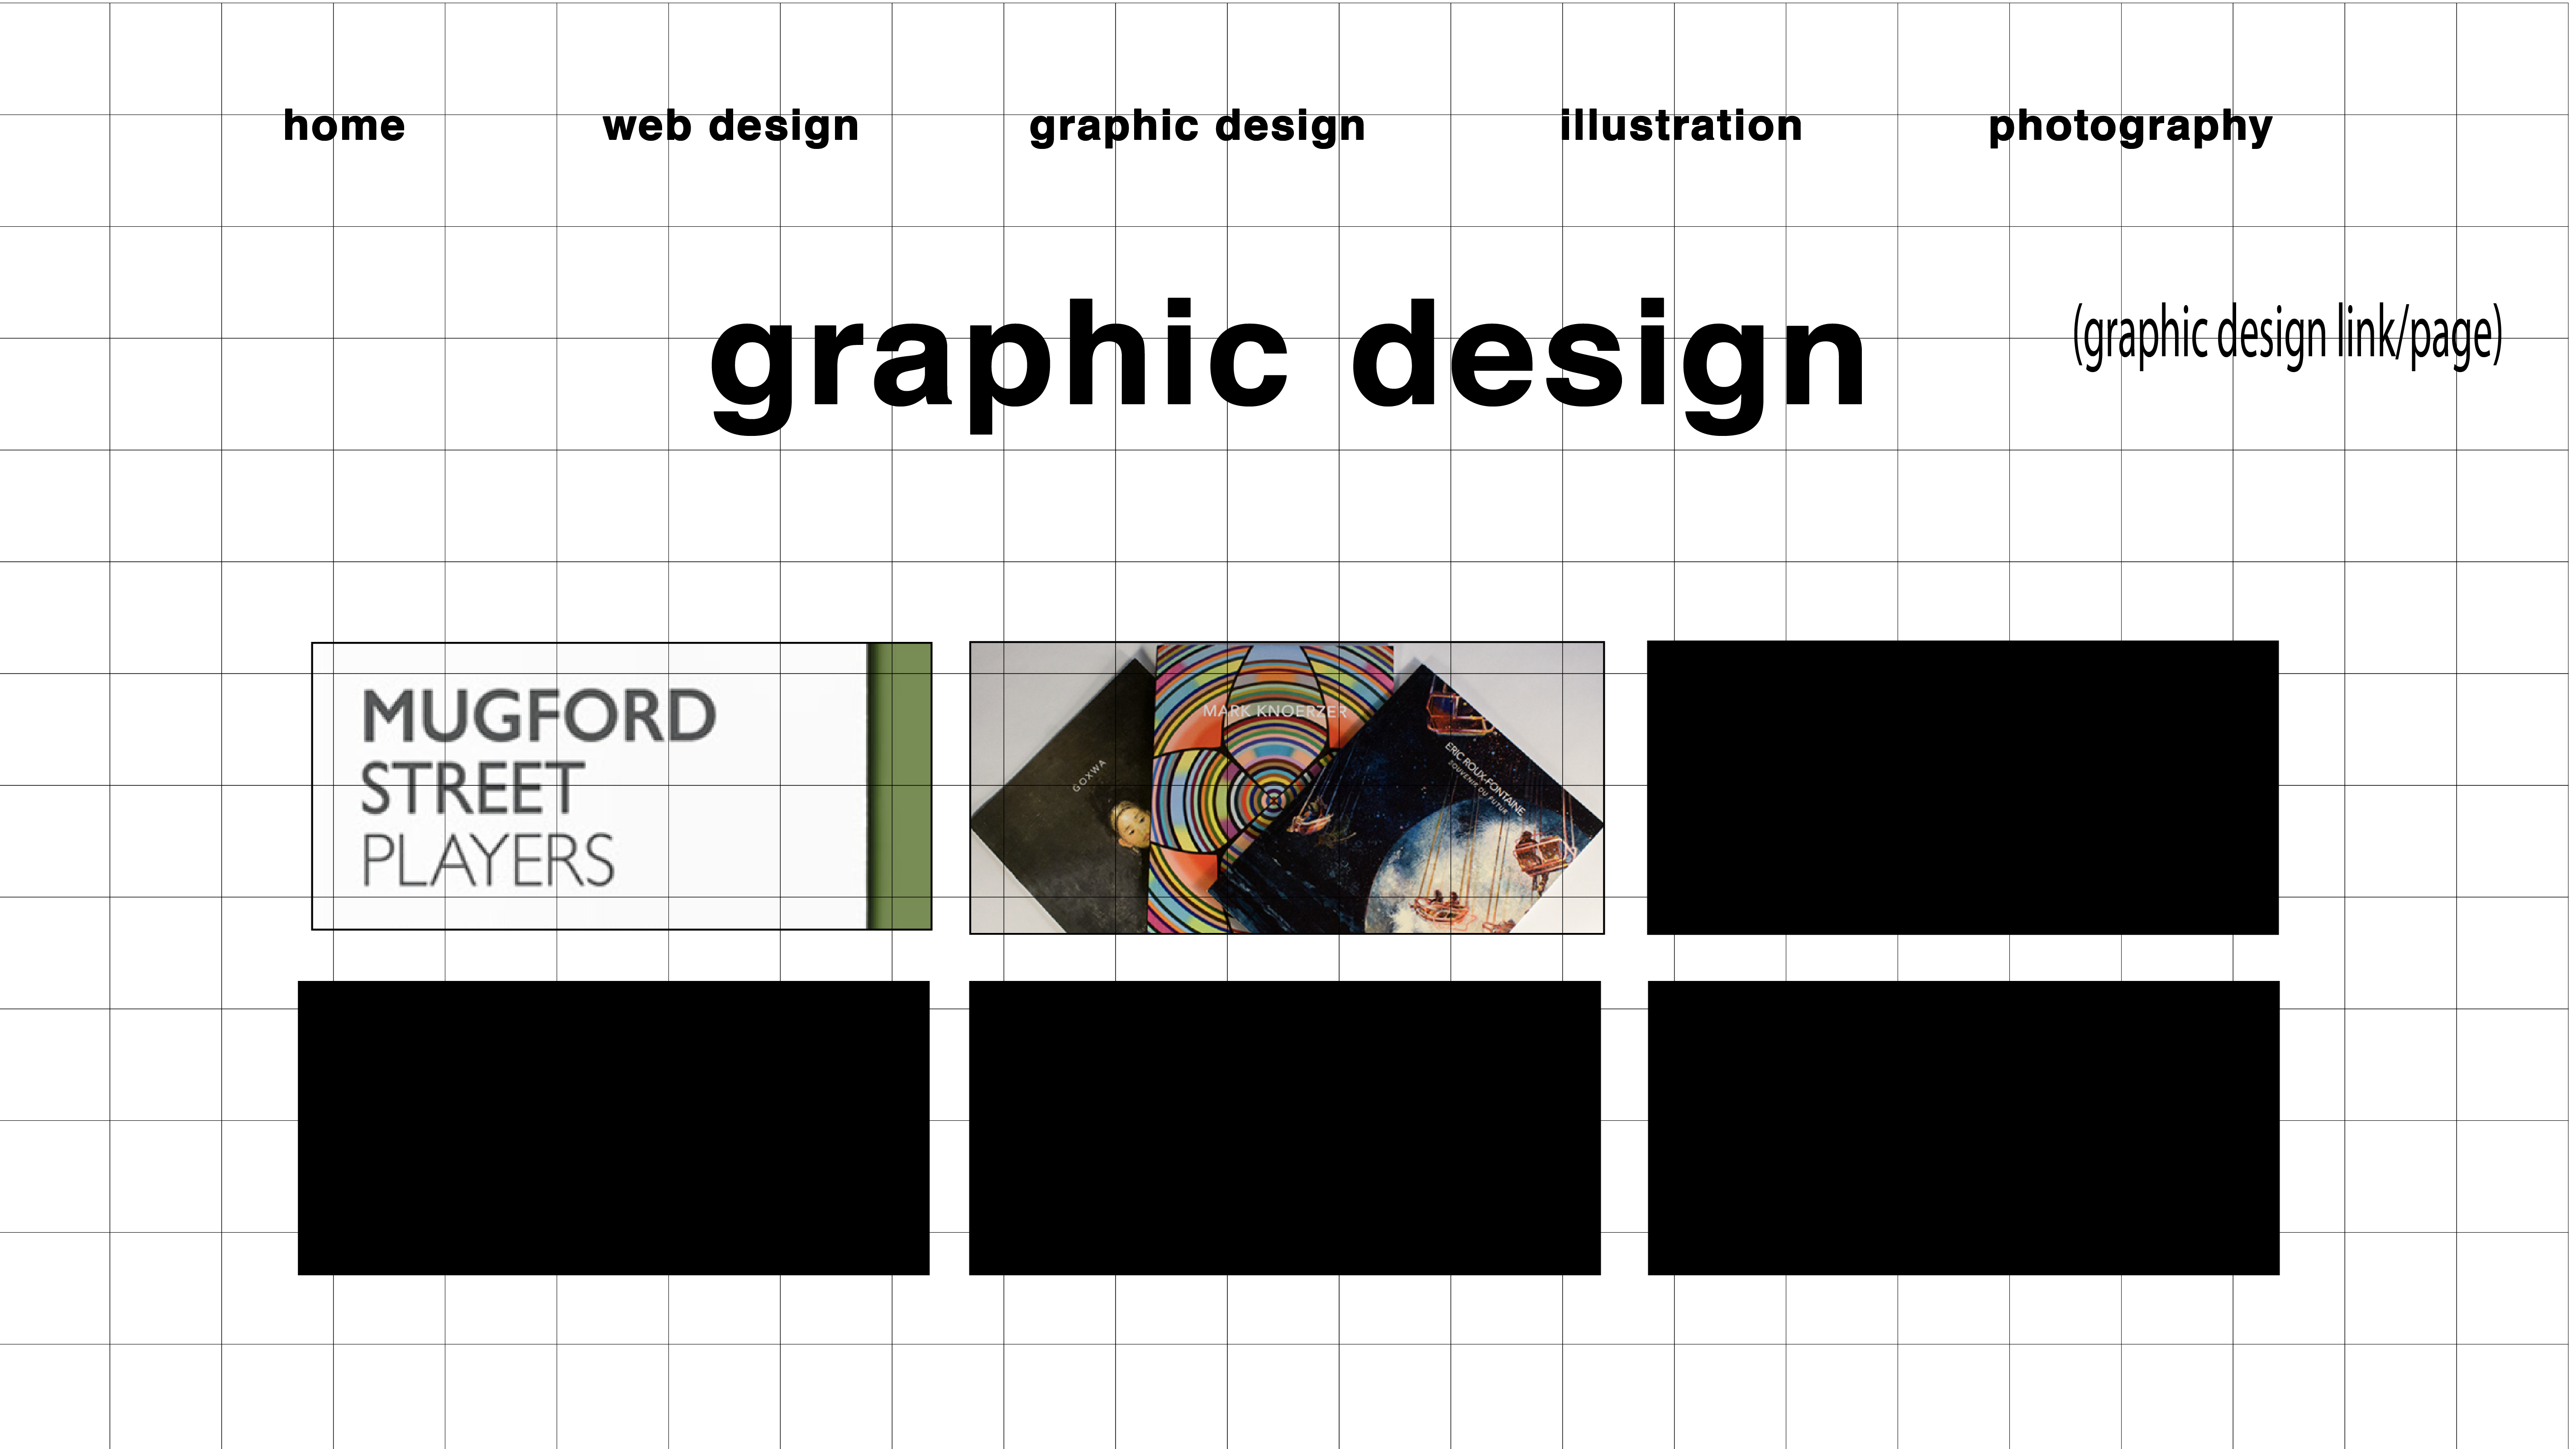 home web design graphic design illustration photography
graphic design
(graphic design link/page)
MUGFORD
STREET
PLAYERS
GOXWA
MARK KNOERZER
ERIC ROUX-FONTAINE
SOUVENIR DU FUTUR